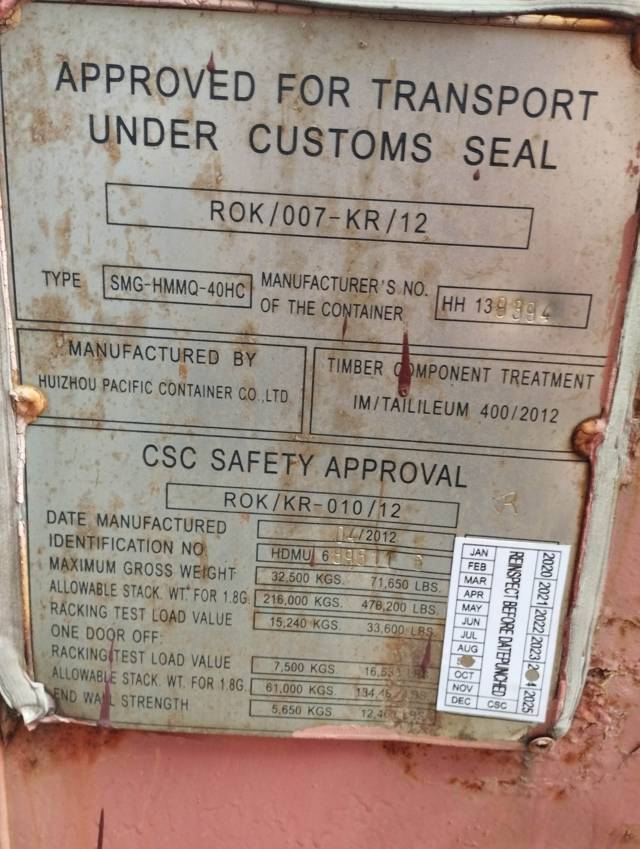 APPROVED FOR TRANSPORT
UNDER CUSTOMS SEAL
ROK/007-KR/12
TYPE SMG-HMMQ-40HC MANUFACTURER'S NO. OF THE CONTAINER HH 139394
MANUFACTURED BY
HUIZHOU PACIFIC CONTAINER CO.,LTD
TIMBER COMPONENT TREATMENT
IM/TAILILEUM 400/2012
CSC SAFETY APPROVAL
ROK/KR-010/12
DATE MANUFACTURED 04/2012
IDENTIFICATION NO HDMU 6
MAXIMUM GROSS WEIGHT 32,500 KGS. 71,650 LBS.
ALLOWABLE STACK. WT. FOR 1.8G. 216,000 KGS. 476,200 LBS.
RACKING TEST LOAD VALUE 15,240 KGS. 33,600 LBS.
ONE DOOR OFF:
RACKING TEST LOAD VALUE 7,500 KGS.
ALLOWABLE STACK. WT. FOR 1.8G. 61,000 KGS.
END WALL STRENGTH 5,650 KGS.
JAN
FEB
MAR
APR
MAY
JUN
JUL
AUG
OCT
NOV
DEC
REINSPECT BEFORE DATE PUNCHED
CSC
2020 2021 2022 2023 2025